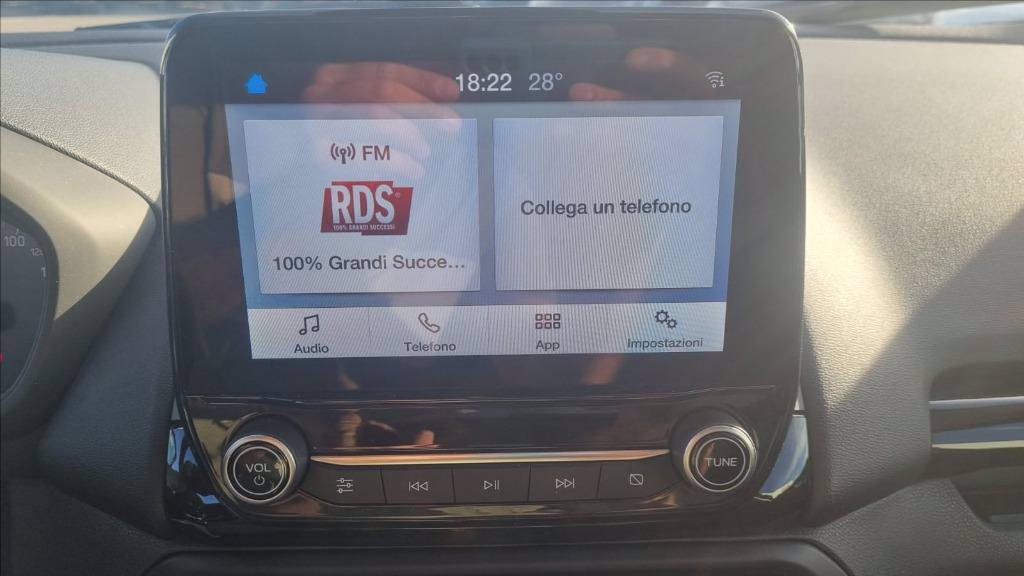 18:22 28°
FM
RDS®
100% GRANDI SUCCESSI
100% Grandi Succe...
Collega un telefono
Audio
Telefono
App
Impostazioni
VOL
TUNE
100